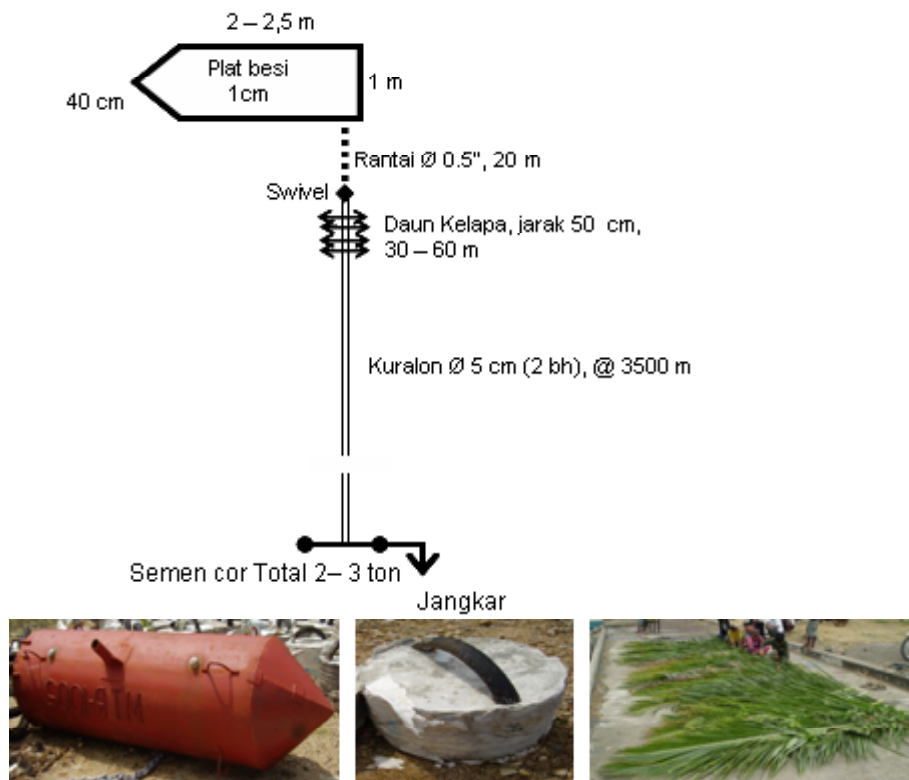 2 – 2,5 m
Plat besi
1cm
1 m
40 cm
Rantai Ø 0.5", 20 m
Swivel
Daun Kelapa, jarak 50 cm,
30 – 60 m
Kuralon Ø 5 cm (2 bh), @ 3500 m
Semen cor Total 2– 3 ton
Jangkar